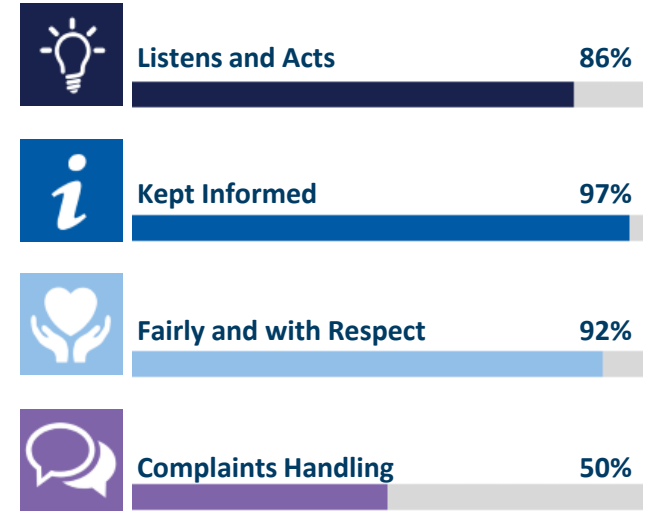 Listens and Acts 86%
Kept Informed 97%
Fairly and with Respect 92%
Complaints Handling 50%